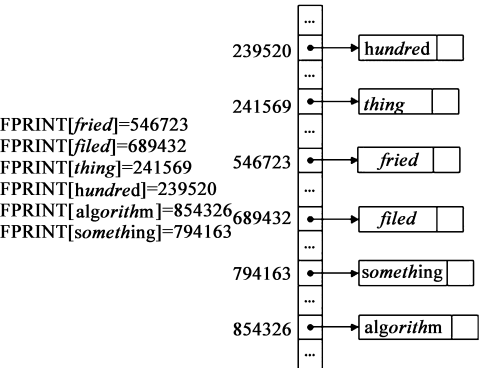 ...
239520 hundred
...
241569 thing
...
546723 fried
...
689432 filed
...
794163 something
...
854326 algorithm
...
FPRINT[fried]=546723
FPRINT[filed]=689432
FPRINT[thing]=241569
FPRINT[hundred]=239520
FPRINT[algorithm]=854326
FPRINT[something]=794163